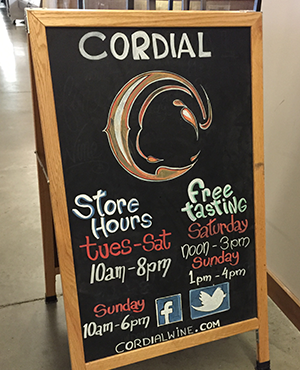 CORDIAL
Store
Hours
tues-Sat
10am-8pm
Sunday
10am-6pm
free
tasting
Saturday
noon-3pm
Sunday
1pm-4pm
f
CORDIALWINE.COM